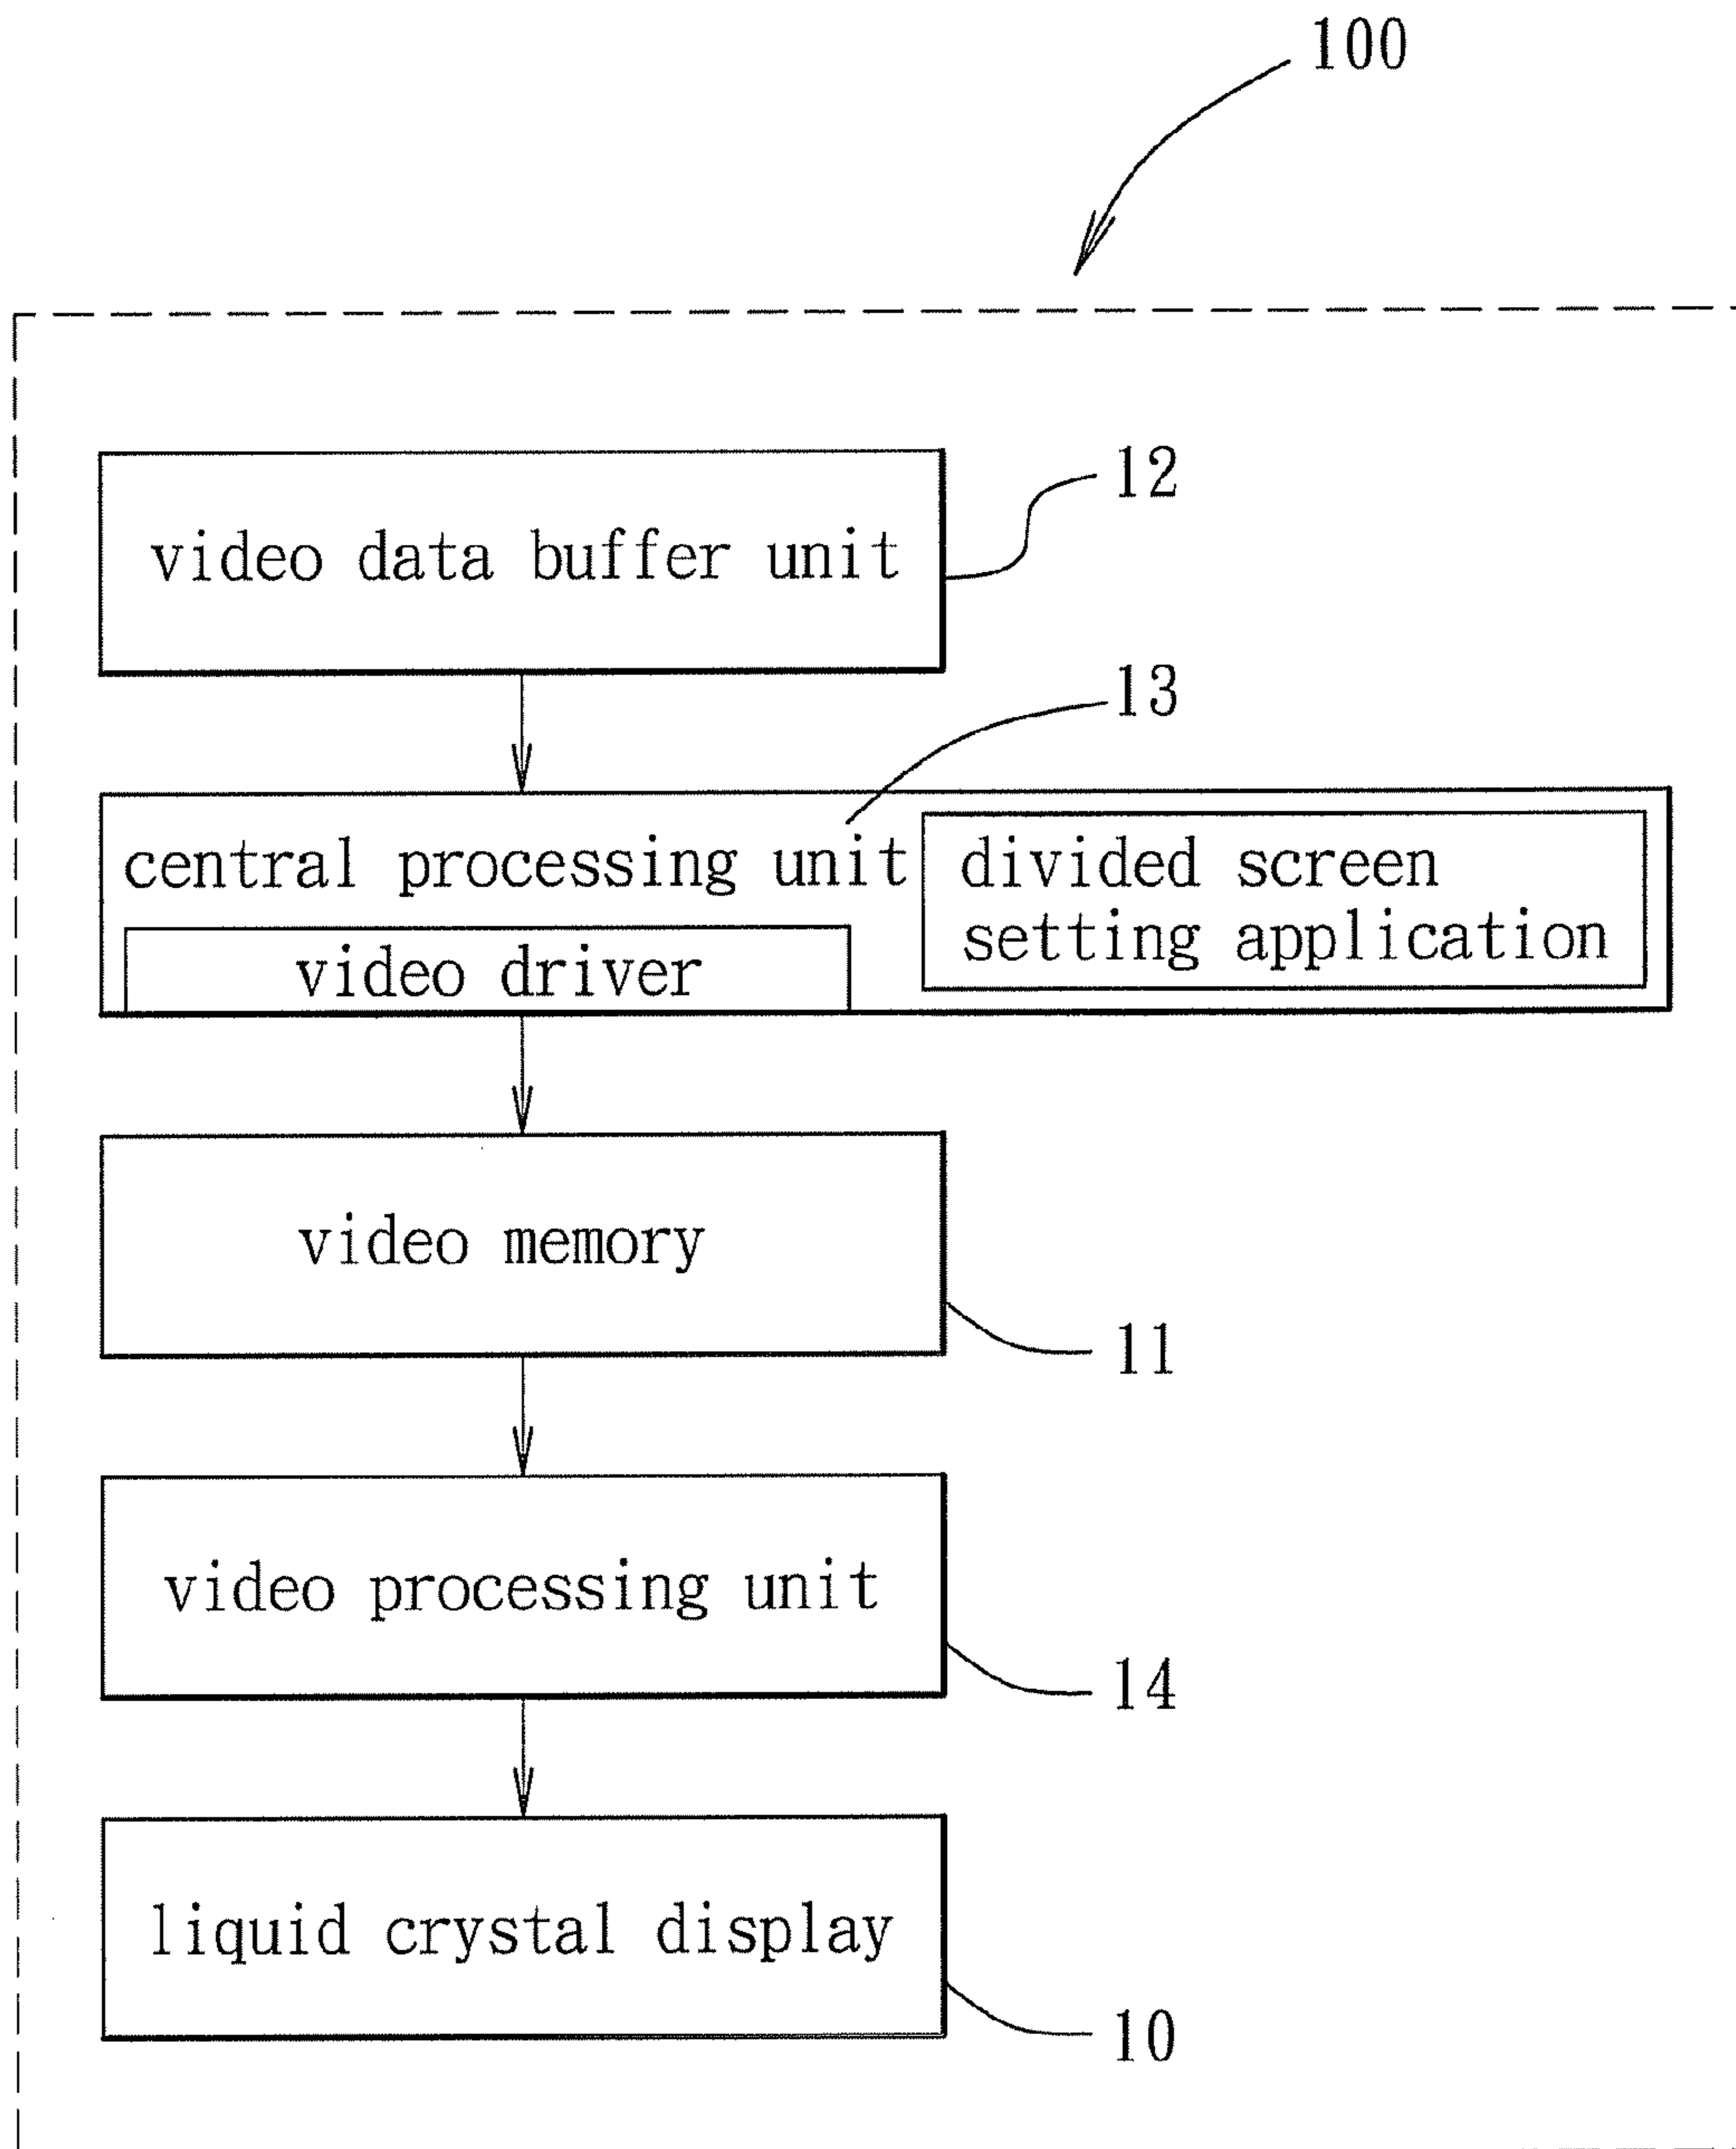 100
video data buffer unit
12
13
central processing unit
divided screen
setting application
video driver
video memory
11
video processing unit
14
liquid crystal display
10